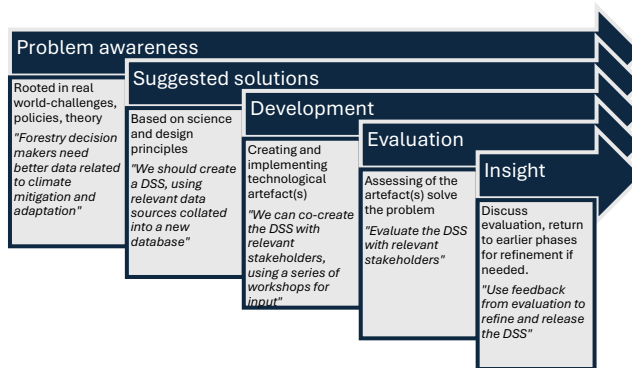 Problem awareness
Rooted in real
world-challenges,
policies, theory
"Forestry decision
makers need
better data related
to climate
mitigation and
adaptation"
Suggested solutions
Based on science
and design
principles
"We should create
a DSS, using
relevant data
sources collated
into a new
database"
Development
Creating and
implementing
technological
artefact(s)
"We can co-create
the DSS with
relevant
stakeholders,
using a series of
workshops for
input"
Evaluation
Assessing of the
artefact(s) solve
the problem
"Evaluate the DSS
with relevant
stakeholders"
Insight
Discuss
evaluation, return
to earlier phases
for refinement if
needed.
"Use feedback
from evaluation to
refine and release
the DSS"